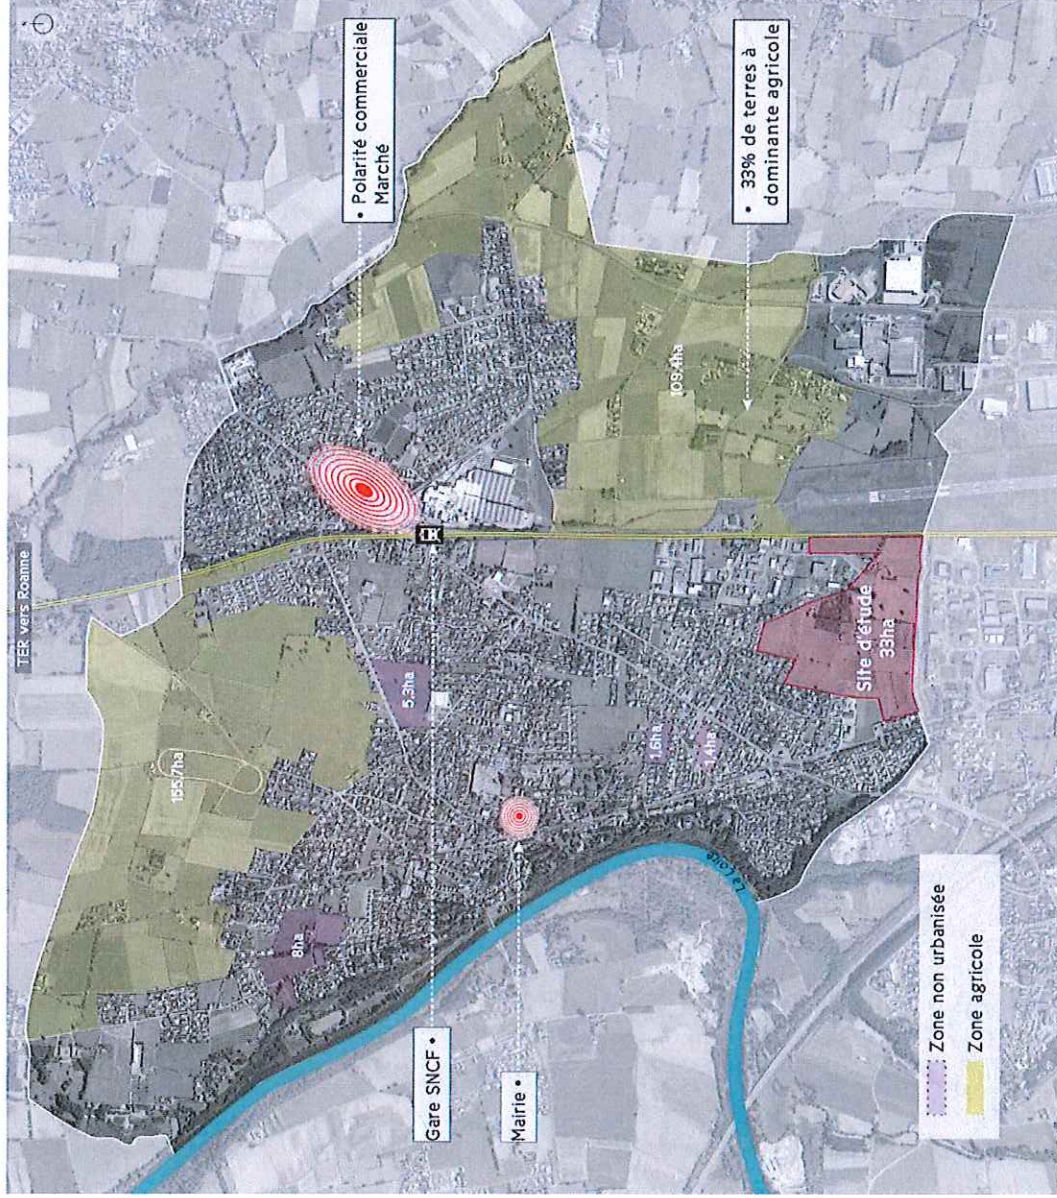 TER vers Roanne
• Polarité commerciale
Marché
155.7ha
5.3ha
8ha
109.4ha
1.6ha
1.4ha
• 33% de terres à
dominante agricole
Gare SNCF •
Mairie •
La Loire
Site d'étude
33ha
Zone non urbanisée
Zone agricole